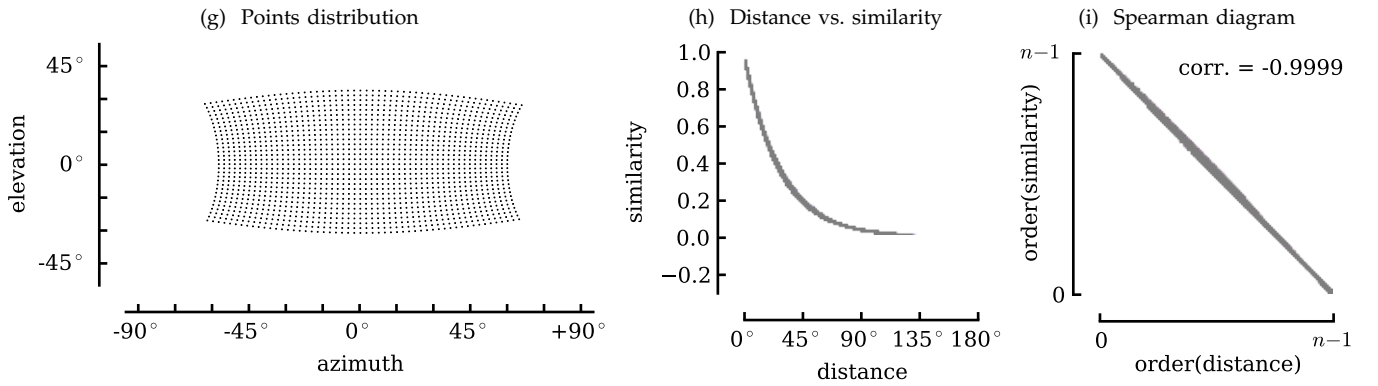 (g) Points distribution
45°
0°
-45°
elevation
-90° -45° 0° 45° +90°
azimuth
(h) Distance vs. similarity
1.0
0.8
0.6
0.4
0.2
0.0
−0.2
similarity
0° 45° 90° 135° 180°
distance
(i) Spearman diagram
n−1
corr. = -0.9999
order(similarity)
0
0 n−1
order(distance)